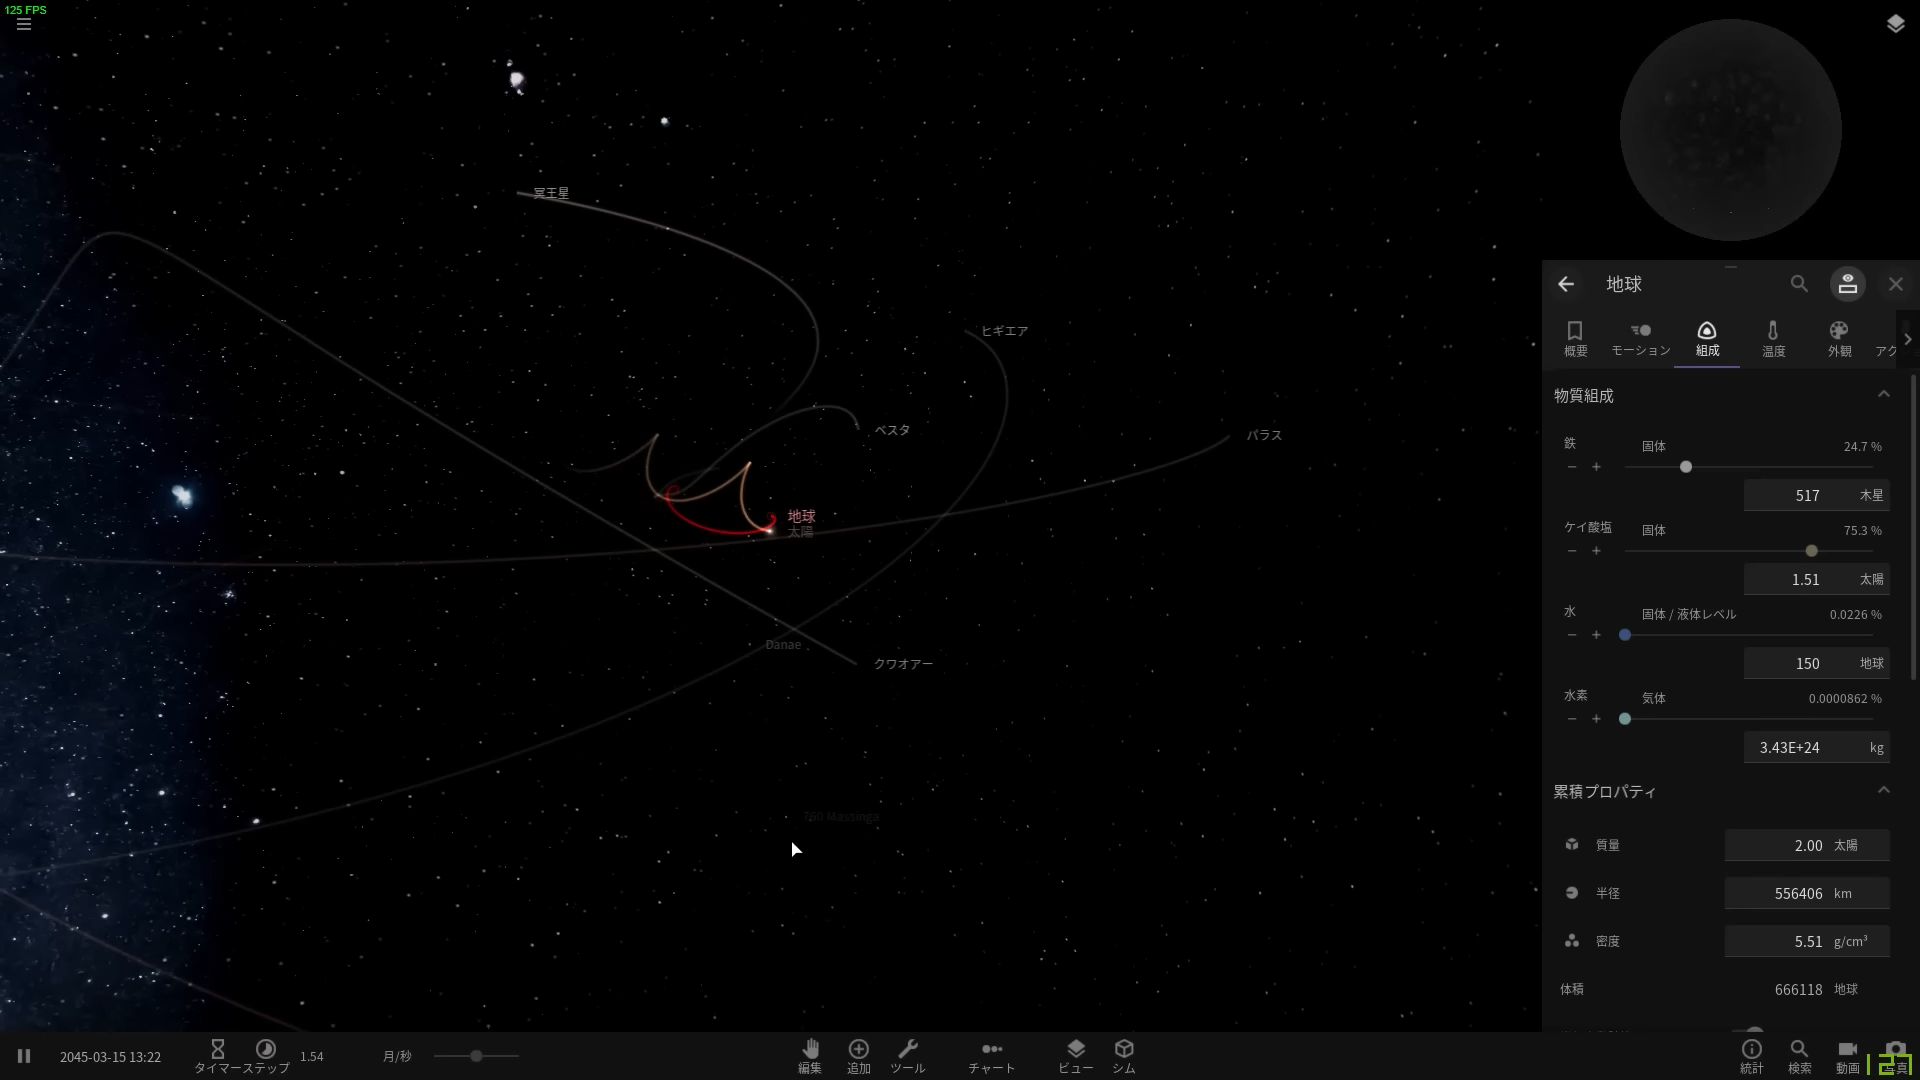 125 FPS
冥王星
ヒギエア
ベスタ
パラス
地球
太陽
Danae
クワオアー
760 Massinga
地球
概要
モーション
組成
温度
外観
アク
物質組成
鉄 固体 24.7 %
517 木星
ケイ酸塩 固体 75.3 %
1.51 太陽
水 固体 / 液体レベル 0.0226 %
150 地球
水素 気体 0.0000862 %
3.43E+24 kg
累積プロパティ
質量 2.00 太陽
半径 556406 km
密度 5.51 g/cm³
体積 666118 地球
2045-03-15 13:22
タイマーステップ
1.54 月/秒
編集
追加
ツール
チャート
ビュー
シム
統計
検索
動画
写真